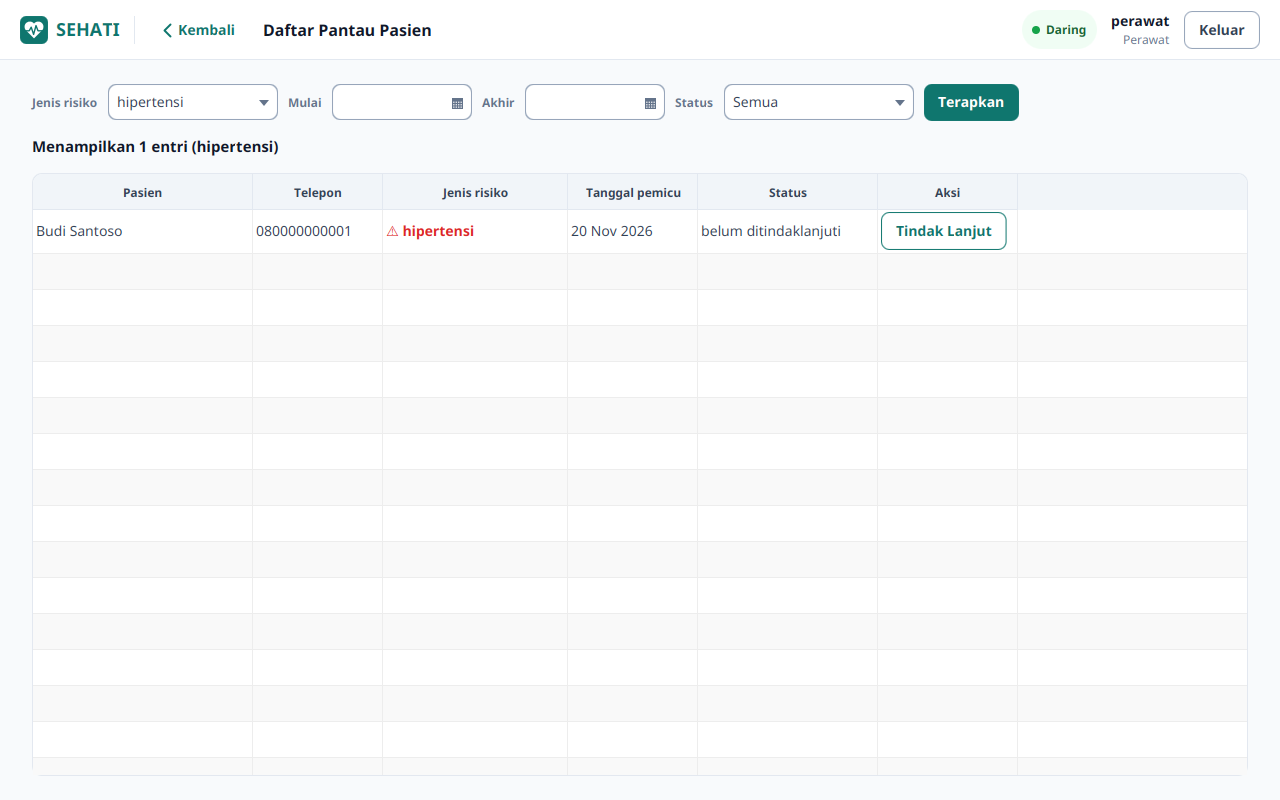 SEHATI
Kembali
Daftar Pantau Pasien
Daring
perawat
Perawat
Keluar
Jenis risiko
hipertensi
Mulai
Akhir
Status
Semua
Terapkan
Menampilkan 1 entri (hipertensi)
Pasien
Telepon
Jenis risiko
Tanggal pemicu
Status
Aksi
Budi Santoso
080000000001
⚠ hipertensi
20 Nov 2026
belum ditindaklanjuti
Tindak Lanjut